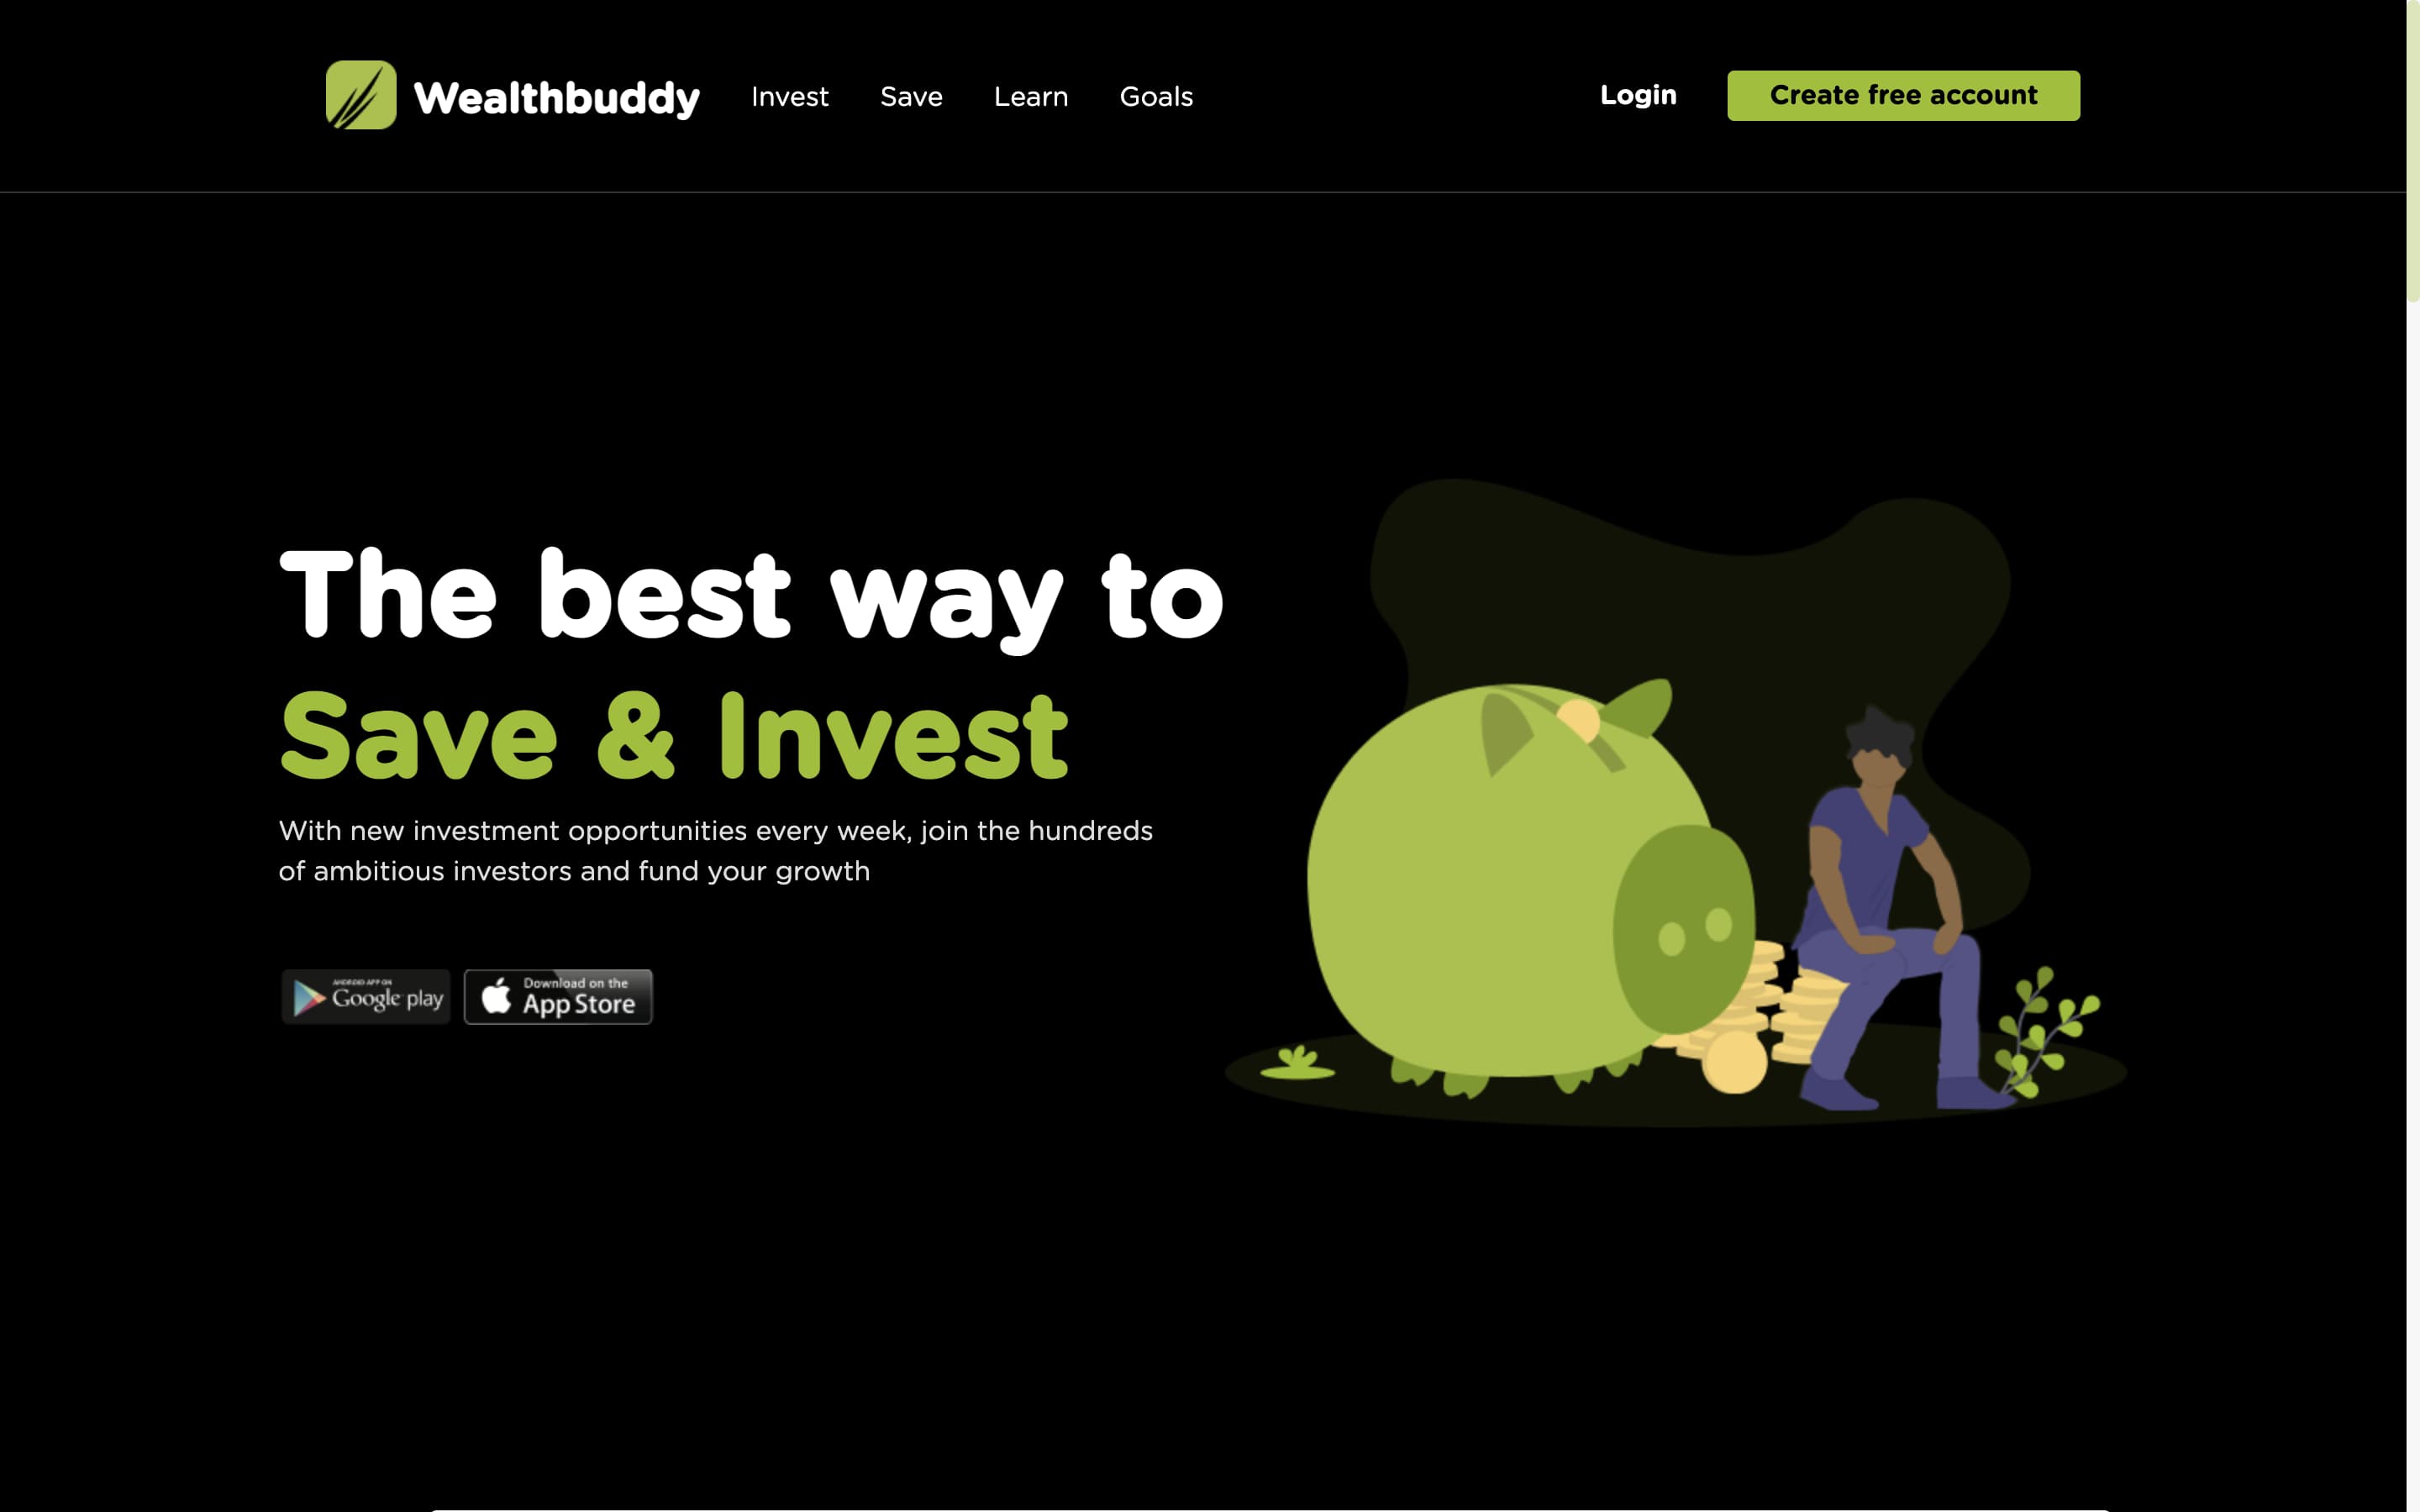 Wealthbuddy
Invest
Save
Learn
Goals
Login
Create free account
The best way to
Save & Invest
With new investment opportunities every week, join the hundreds
of ambitious investors and fund your growth
ANDROID APP ON
Google play
Download on the
App Store